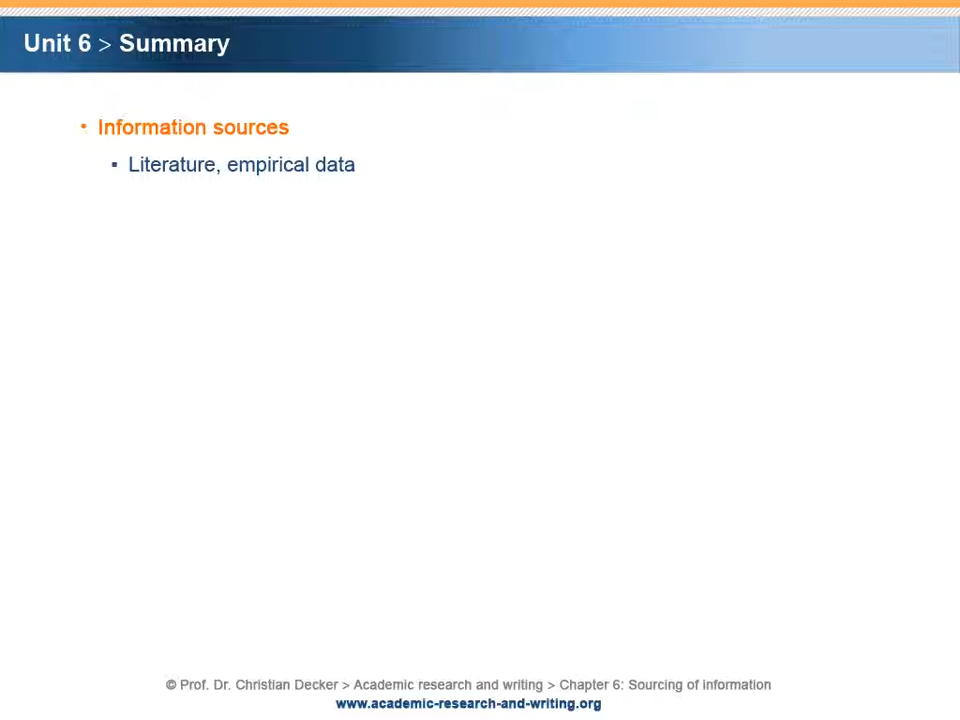 Unit 6 > Summary
• Information sources
▪ Literature, empirical data
© Prof. Dr. Christian Decker > Academic research and writing > Chapter 6: Sourcing of information
www.academic-research-and-writing.org